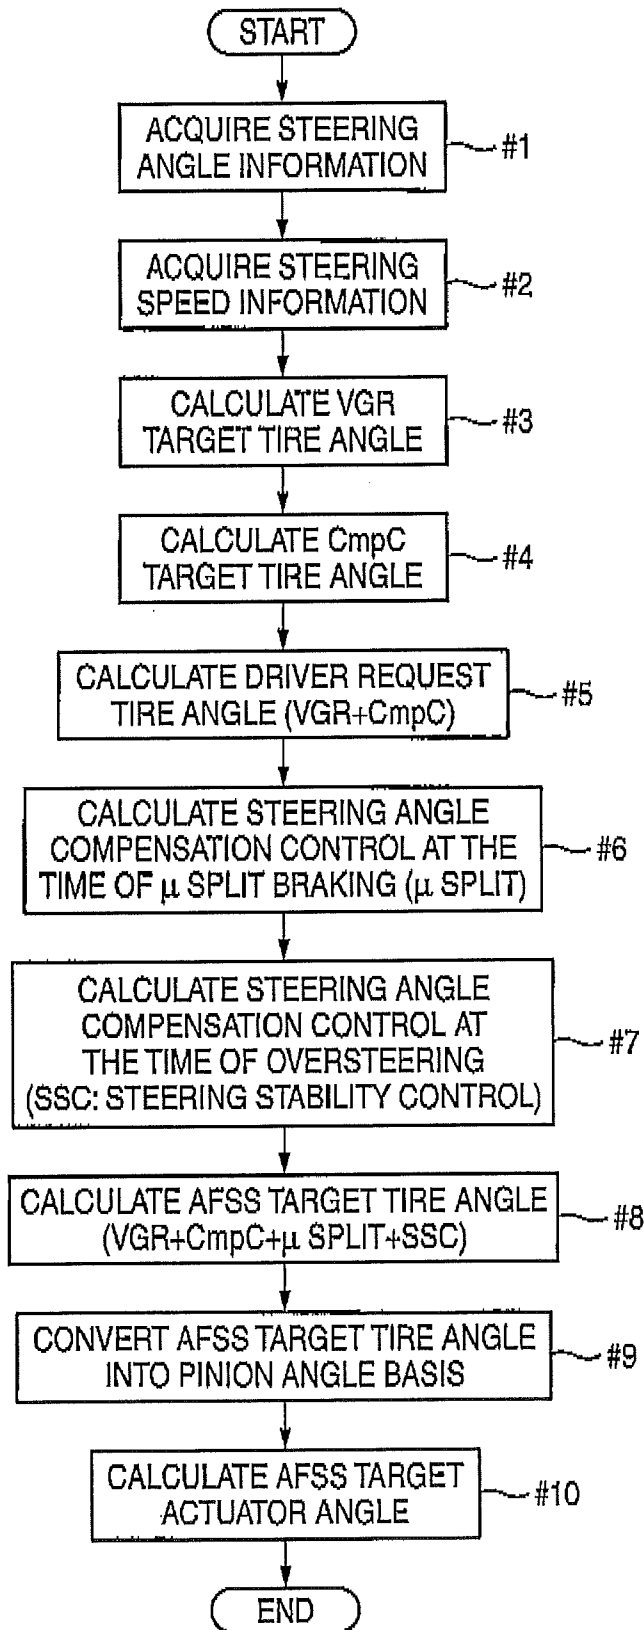 START
ACQUIRE STEERING
ANGLE INFORMATION
#1
ACQUIRE STEERING
SPEED INFORMATION
#2
CALCULATE VGR
TARGET TIRE ANGLE
#3
CALCULATE CmpC
TARGET TIRE ANGLE
#4
CALCULATE DRIVER REQUEST
TIRE ANGLE (VGR+CmpC)
#5
CALCULATE STEERING ANGLE
COMPENSATION CONTROL AT THE
TIME OF μ SPLIT BRAKING (μ SPLIT)
#6
CALCULATE STEERING ANGLE
COMPENSATION CONTROL AT
THE TIME OF OVERSTEERING
(SSC: STEERING STABILITY CONTROL)
#7
CALCULATE AFSS TARGET TIRE ANGLE
(VGR+CmpC+μ SPLIT+SSC)
#8
CONVERT AFSS TARGET TIRE ANGLE
INTO PINION ANGLE BASIS
#9
CALCULATE AFSS TARGET
ACTUATOR ANGLE
#10
END